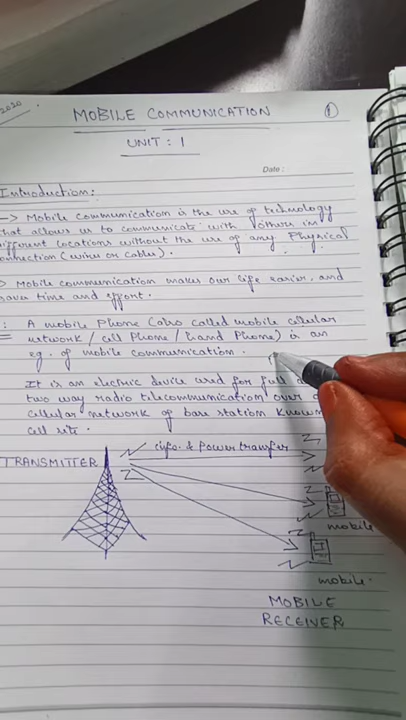 2020
MOBILE COMMUNICATION ①
UNIT : 1
Date :
Introduction :
-> Mobile communication is the use of technology
that allows us to communicate with others in
different locations without the use of any Physical
connection (wires or cables) .
> Mobile communication makes our life easier, and
saves time and effort .
: A mobile Phone (also called mobile cellular
network / cell Phone / hand Phone) is an
eg . of mobile communication .
It is an electric device used for full
two way radio telecommunication over a
cellular network of base station known
cell site .
TRANSMITTER info. & power transfer
mobile
mobile .
MOBILE
RECEIVER